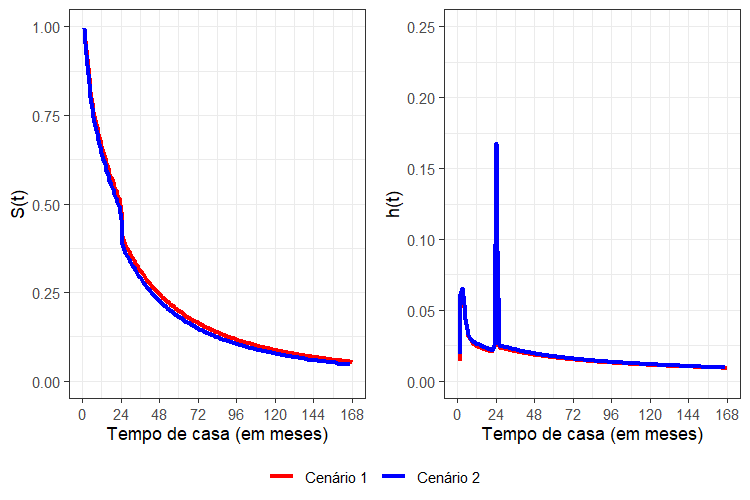 1.00
0.75
0.50
0.25
0.00
S(t)
0 24 48 72 96 120 144 168
Tempo de casa (em meses)
0.25
0.20
0.15
0.10
0.05
0.00
h(t)
0 24 48 72 96 120 144 168
Tempo de casa (em meses)
Cenário 1 Cenário 2